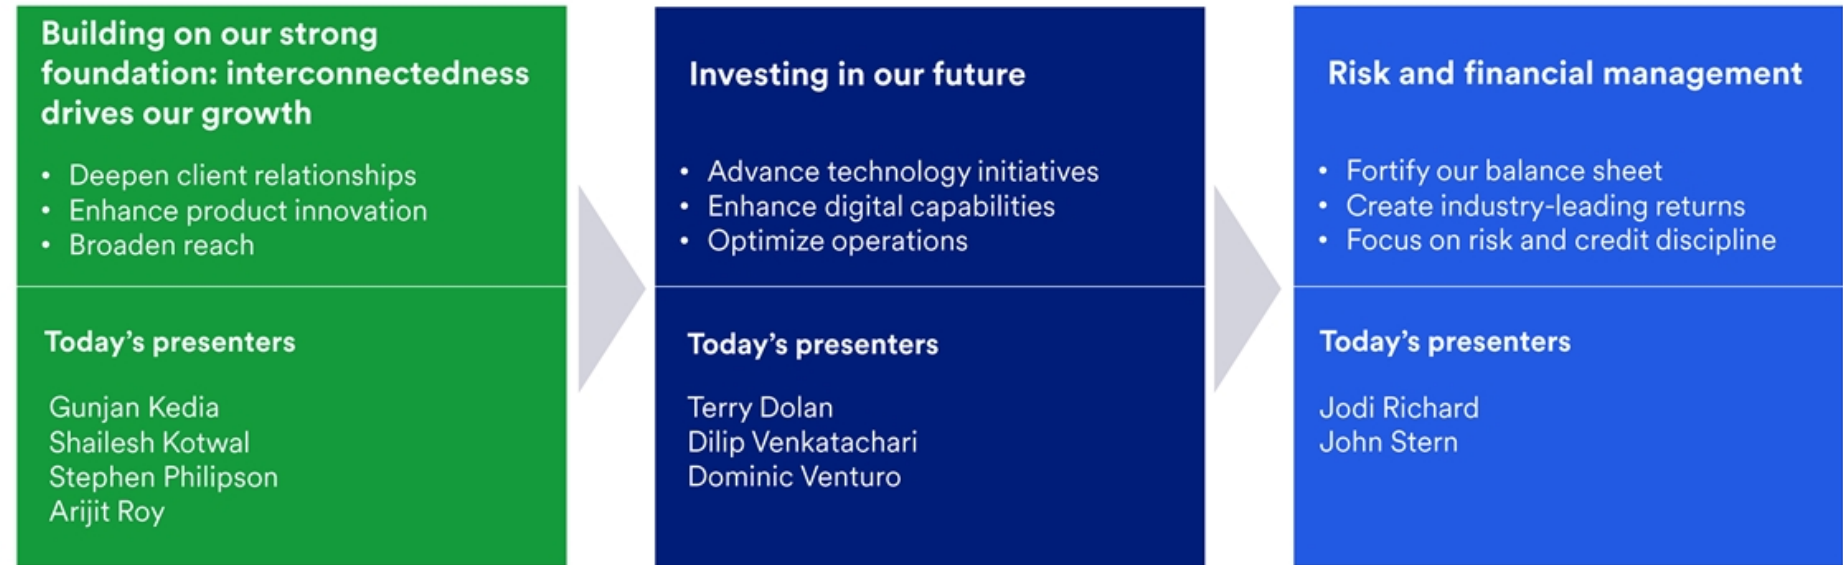 Building on our strong
foundation: interconnectedness
drives our growth
• Deepen client relationships
• Enhance product innovation
• Broaden reach
Today's presenters
Gunjan Kedia
Shailesh Kotwal
Stephen Philipson
Arijit Roy
Investing in our future
• Advance technology initiatives
• Enhance digital capabilities
• Optimize operations
Today's presenters
Terry Dolan
Dilip Venkatachari
Dominic Venturo
Risk and financial management
• Fortify our balance sheet
• Create industry-leading returns
• Focus on risk and credit discipline
Today's presenters
Jodi Richard
John Stern